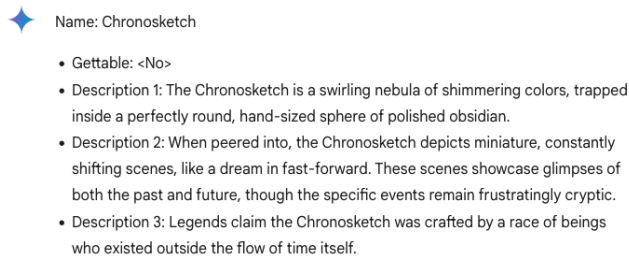 Name: Chronosketch
• Gettable: <No>
• Description 1: The Chronosketch is a swirling nebula of shimmering colors, trapped
inside a perfectly round, hand-sized sphere of polished obsidian.
• Description 2: When peered into, the Chronosketch depicts miniature, constantly
shifting scenes, like a dream in fast-forward. These scenes showcase glimpses of
both the past and future, though the specific events remain frustratingly cryptic.
• Description 3: Legends claim the Chronosketch was crafted by a race of beings
who existed outside the flow of time itself.